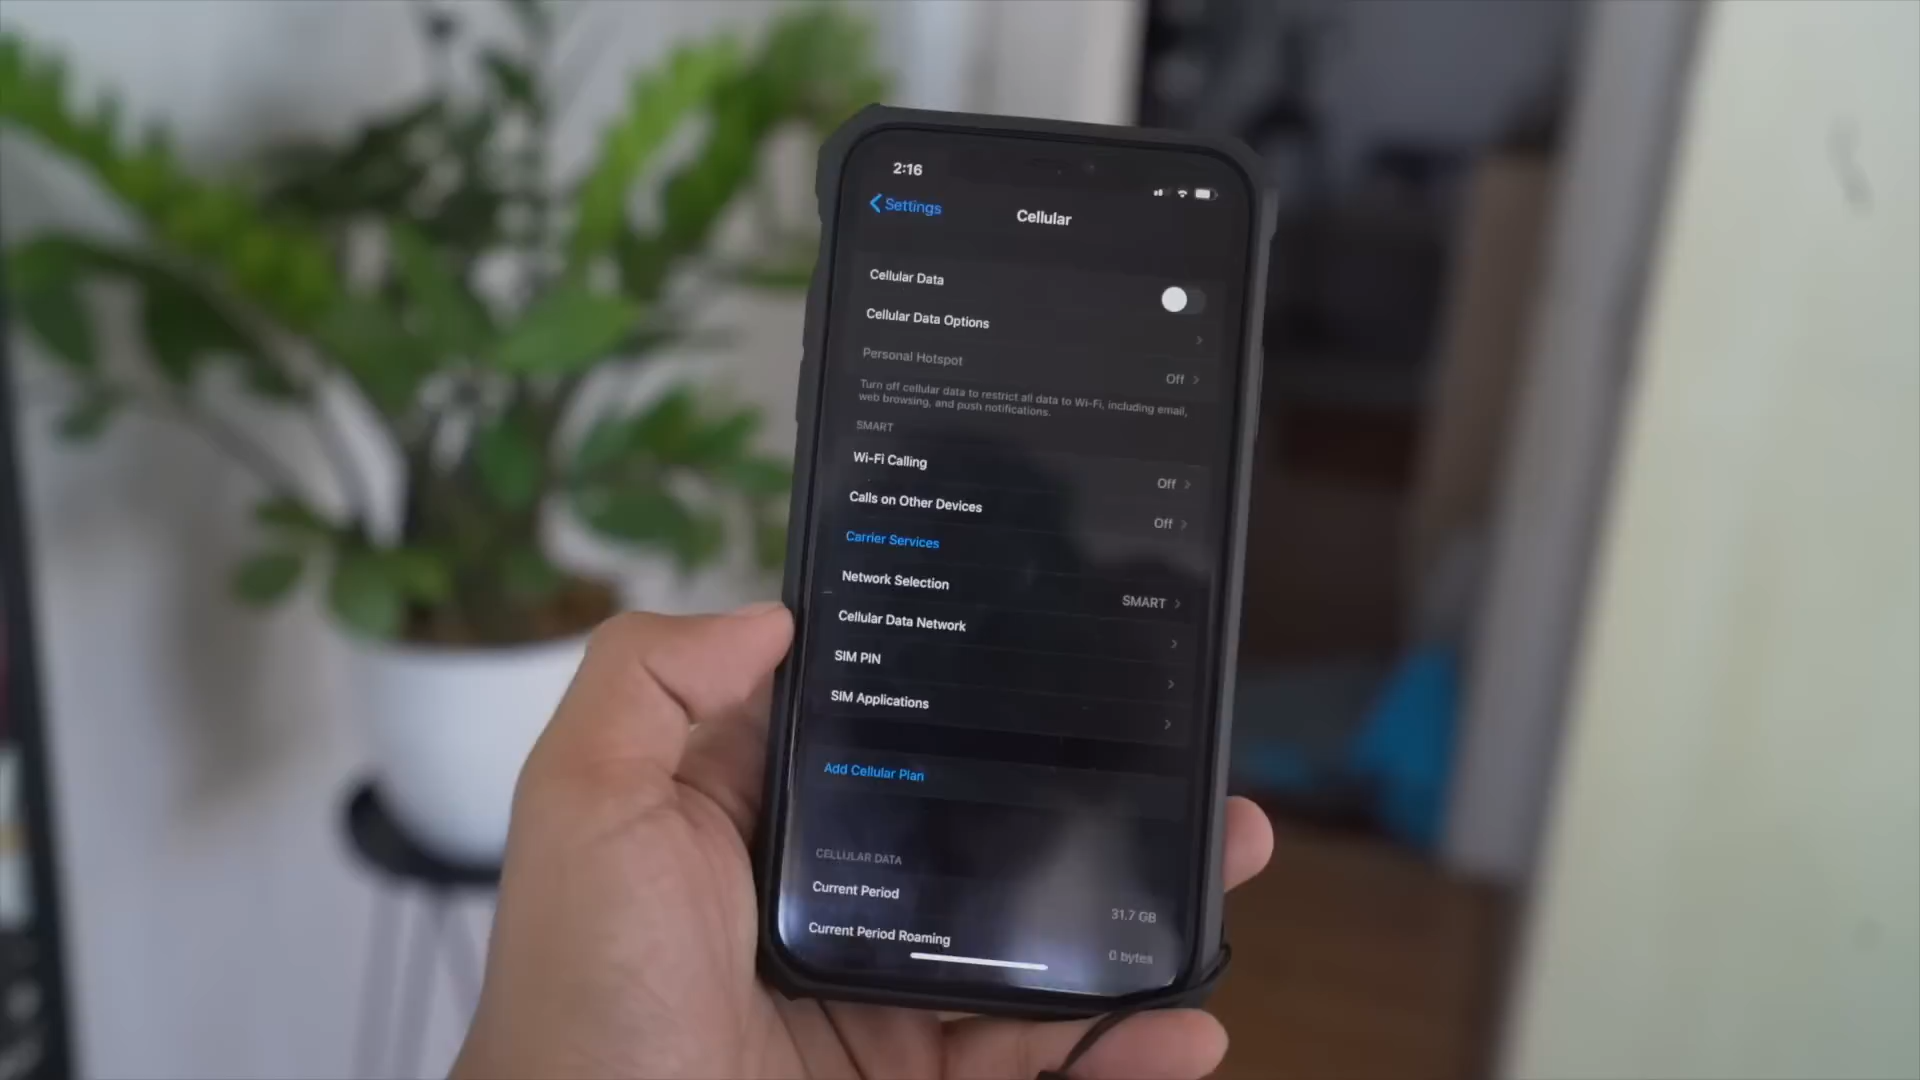 2:16
Settings
Cellular
Cellular Data
Cellular Data Options
Personal Hotspot
Off
Turn off cellular data to restrict all data to Wi-Fi, including email,
web browsing, and push notifications.
SMART
Wi-Fi Calling
Off
Calls on Other Devices
Off
Carrier Services
Network Selection
SMART
Cellular Data Network
SIM PIN
SIM Applications
Add Cellular Plan
CELLULAR DATA
Current Period
31.7 GB
Current Period Roaming
0 bytes